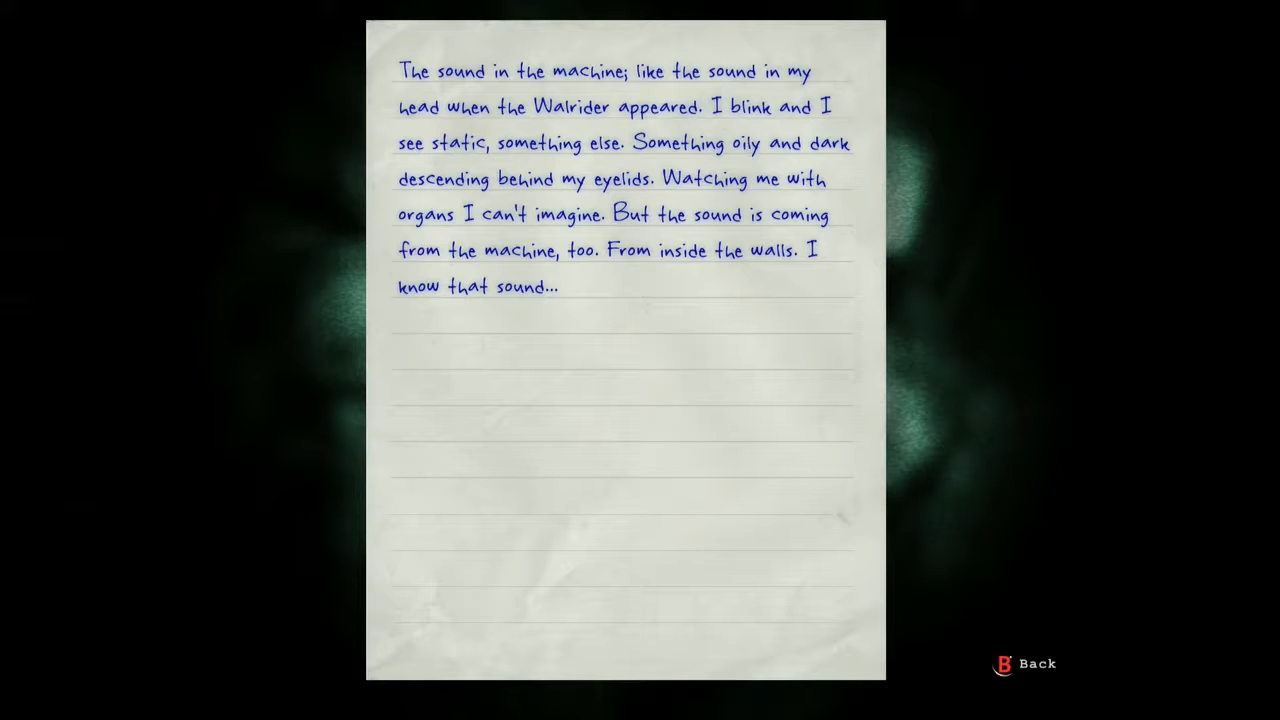 The sound in the machine; like the sound in my
head when the Walrider appeared. I blink and I
see static, something else. Something oily and dark
descending behind my eyelids. Watching me with
organs I can't imagine. But the sound is coming
from the machine, too. From inside the walls. I
know that sound...
B Back